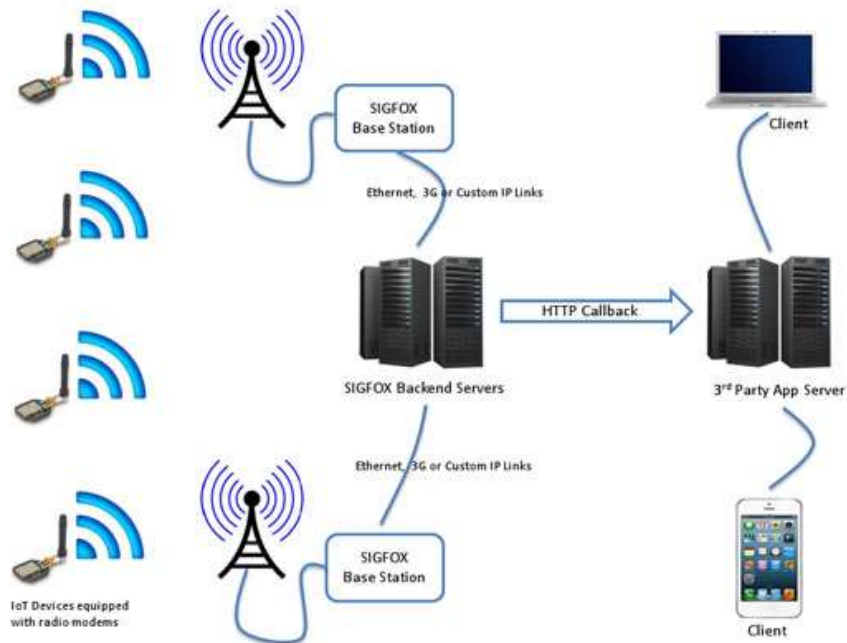 SIGFOX
Base Station
Client
Ethernet, 3G or Custom IP Links
HTTP Callback
SIGFOX Backend Servers
3rd Party App Server
Ethernet, 3G or Custom IP Links
SIGFOX
Base Station
IoT Devices equipped
with radio modems
Client